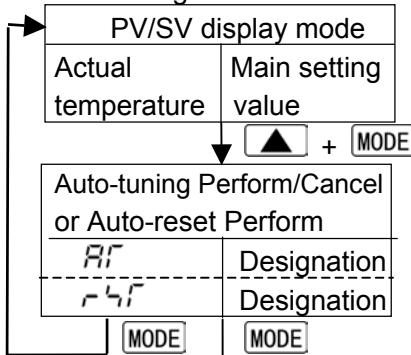 PV/SV display mode
Actual temperature
Main setting value
▲ + MODE
Auto-tuning Perform/Cancel
or Auto-reset Perform
AT Designation
rST Designation
MODE MODE